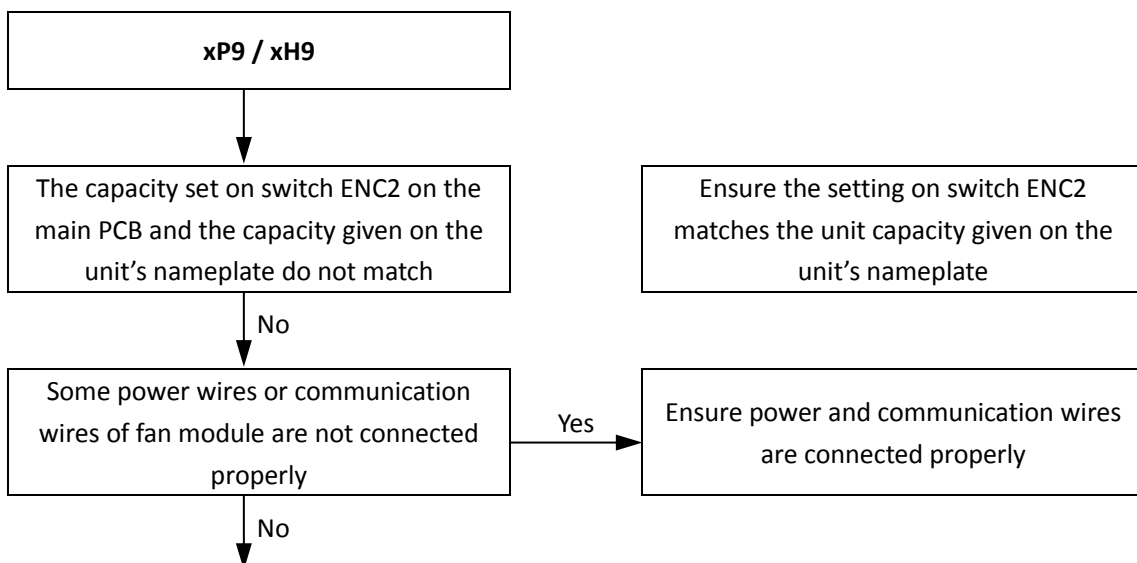 xP9 / xH9
The capacity set on switch ENC2 on the
main PCB and the capacity given on the
unit’s nameplate do not match
Ensure the setting on switch ENC2
matches the unit capacity given on the
unit’s nameplate
No
Some power wires or communication
wires of fan module are not connected
properly
Yes
Ensure power and communication wires
are connected properly
No